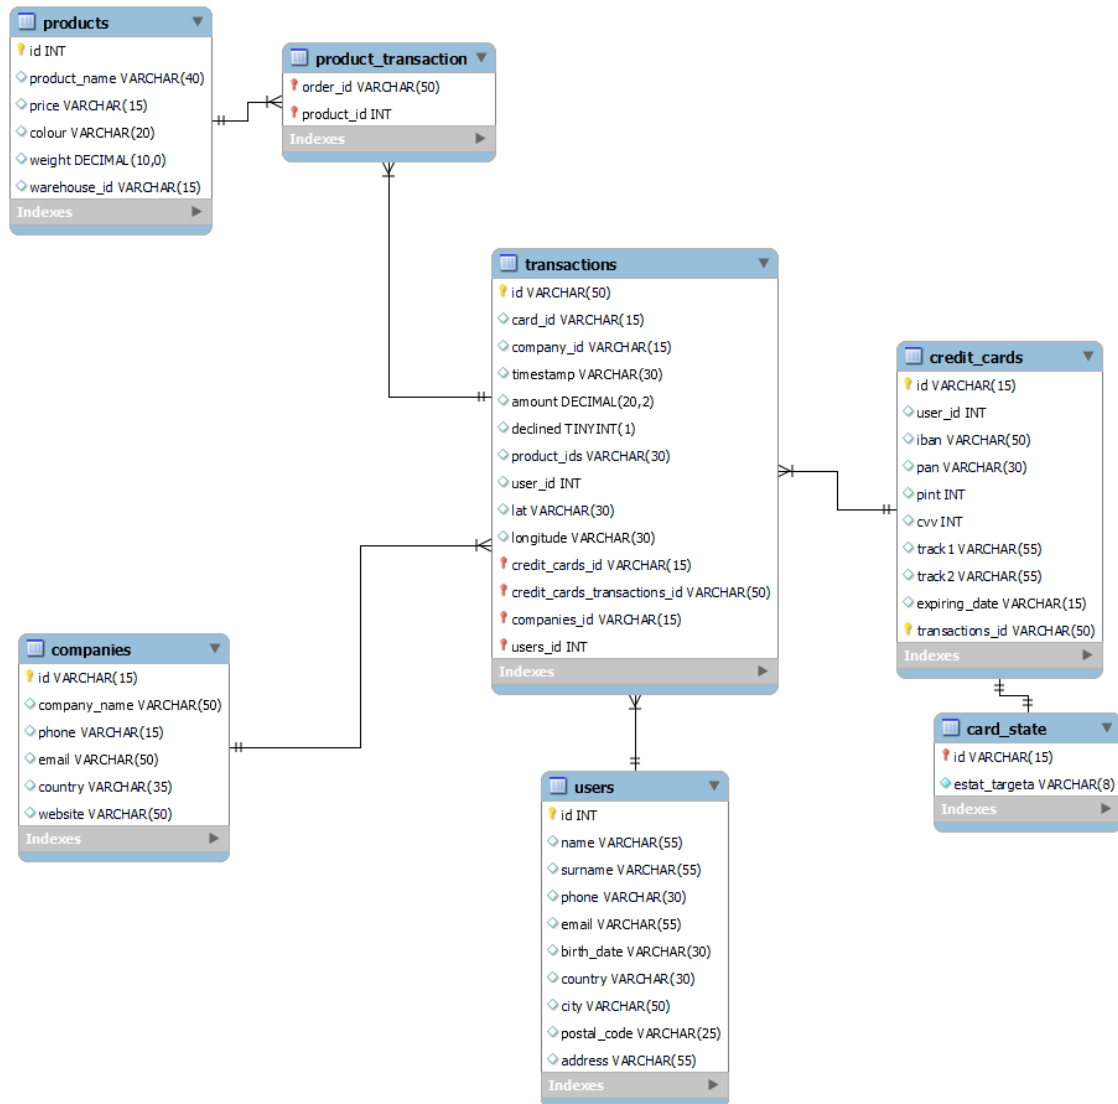 products
id INT
product_name VARCHAR(40)
price VARCHAR(15)
colour VARCHAR(20)
weight DECIMAL(10,0)
warehouse_id VARCHAR(15)
Indexes
product_transaction
order_id VARCHAR(50)
product_id INT
Indexes
transactions
id VARCHAR(50)
card_id VARCHAR(15)
company_id VARCHAR(15)
timestamp VARCHAR(30)
amount DECIMAL(20,2)
declined TINYINT(1)
product_ids VARCHAR(30)
user_id INT
lat VARCHAR(30)
longitude VARCHAR(30)
credit_cards_id VARCHAR(15)
credit_cards_transactions_id VARCHAR(50)
companies_id VARCHAR(15)
users_id INT
Indexes
credit_cards
id VARCHAR(15)
user_id INT
iban VARCHAR(50)
pan VARCHAR(30)
pint INT
cvv INT
track1 VARCHAR(55)
track2 VARCHAR(55)
expiring_date VARCHAR(15)
transactions_id VARCHAR(50)
Indexes
companies
id VARCHAR(15)
company_name VARCHAR(50)
phone VARCHAR(15)
email VARCHAR(50)
country VARCHAR(35)
website VARCHAR(50)
Indexes
card_state
id VARCHAR(15)
estat_targeta VARCHAR(8)
Indexes
users
id INT
name VARCHAR(55)
surname VARCHAR(55)
phone VARCHAR(30)
email VARCHAR(55)
birth_date VARCHAR(30)
country VARCHAR(30)
city VARCHAR(50)
postal_code VARCHAR(25)
address VARCHAR(55)
Indexes